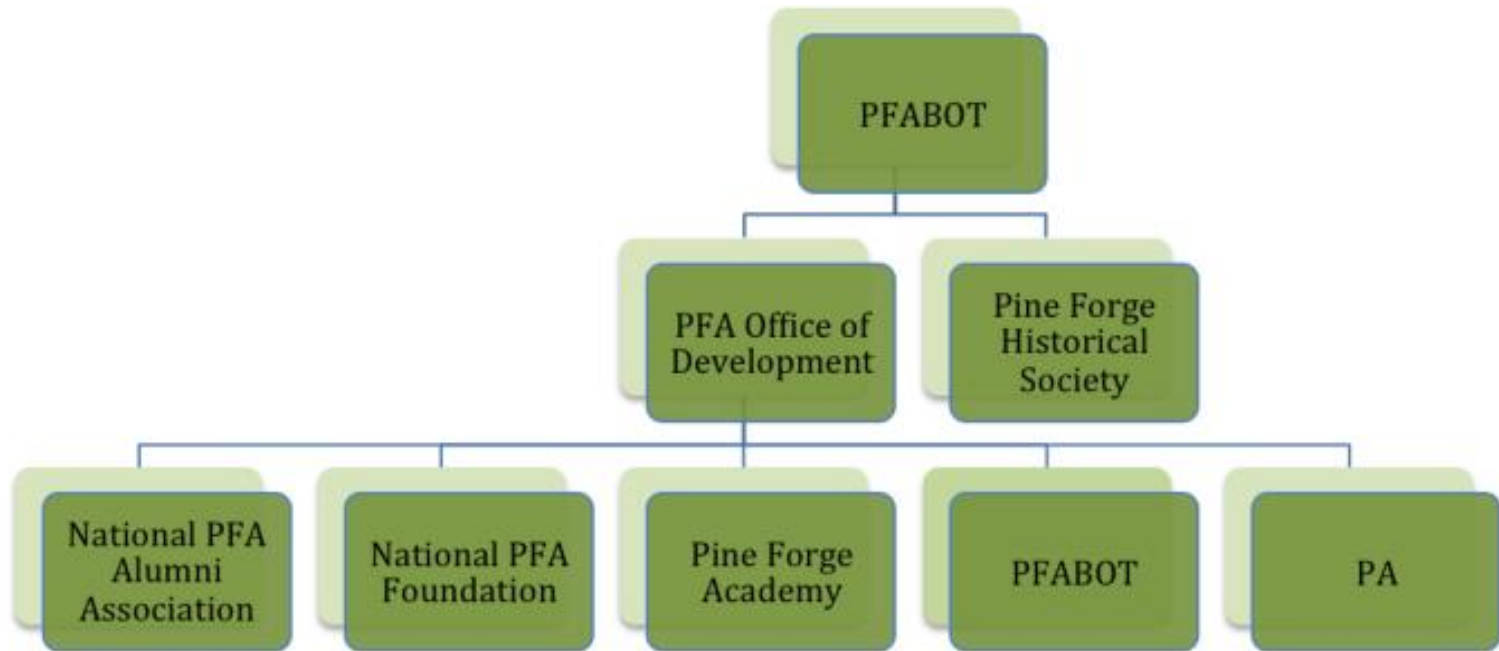 PFABOT
PFA Office of
Development
Pine Forge
Historical
Society
National PFA
Alumni
Association
National PFA
Foundation
Pine Forge
Academy
PFABOT
PA